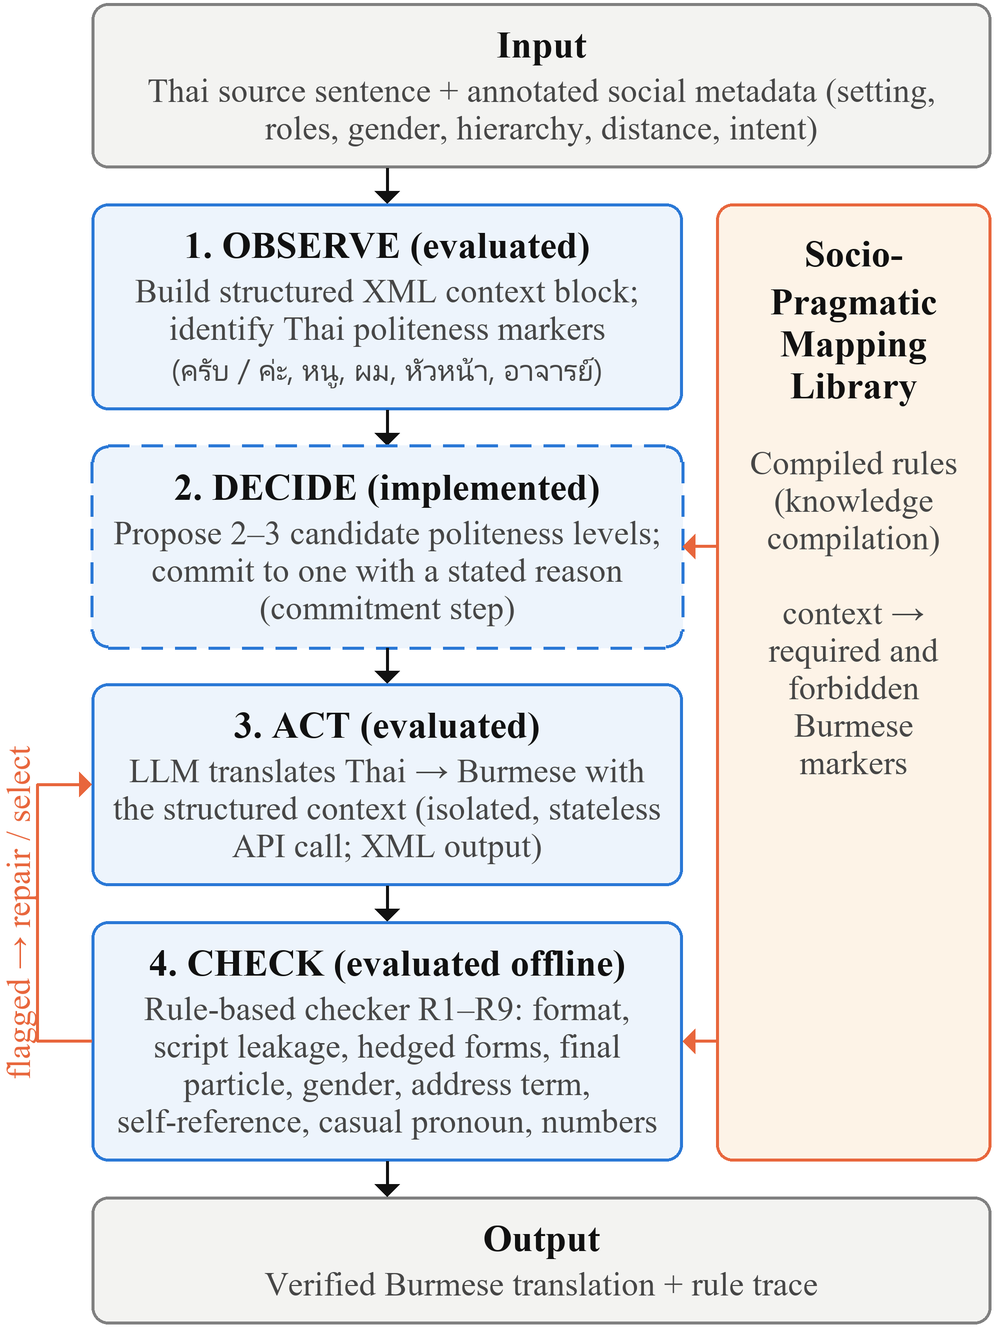 Input
Thai source sentence + annotated social metadata (setting,
roles, gender, hierarchy, distance, intent)
1. OBSERVE (evaluated)
Build structured XML context block;
identify Thai politeness markers
(ครับ / ค่ะ, หนู, ผม, หัวหน้า, อาจารย์)
2. DECIDE (implemented)
Propose 2–3 candidate politeness levels;
commit to one with a stated reason
(commitment step)
3. ACT (evaluated)
LLM translates Thai → Burmese with
the structured context (isolated, stateless
API call; XML output)
4. CHECK (evaluated offline)
Rule-based checker R1–R9: format,
script leakage, hedged forms, final
particle, gender, address term,
self-reference, casual pronoun, numbers
flagged → repair / select
Socio-
Pragmatic
Mapping
Library
Compiled rules
(knowledge
compilation)
context →
required and
forbidden
Burmese
markers
Output
Verified Burmese translation + rule trace